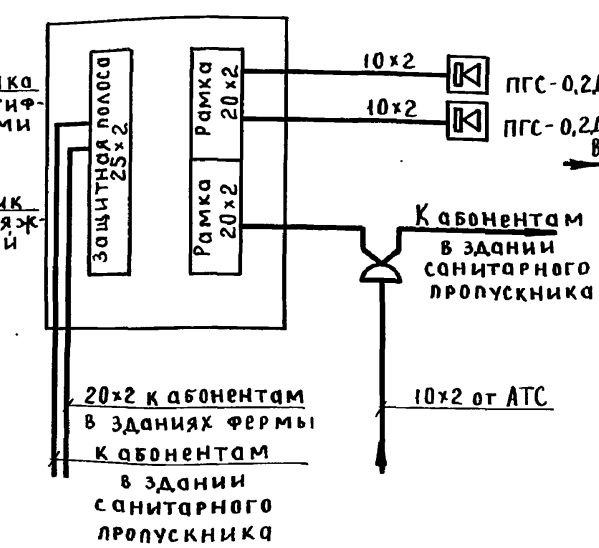 10×2
ПГС-0,2
10×2
ПГС-0,2
Защитная полоса
25×2
Рамка
20×2
Рамка
20×2
К абонентам
в здании
санитарного
пропускника
20×2 к абонентам
в зданиях фермы
к абонентам
в здании
санитарного
пропускника
10×2 от АТС